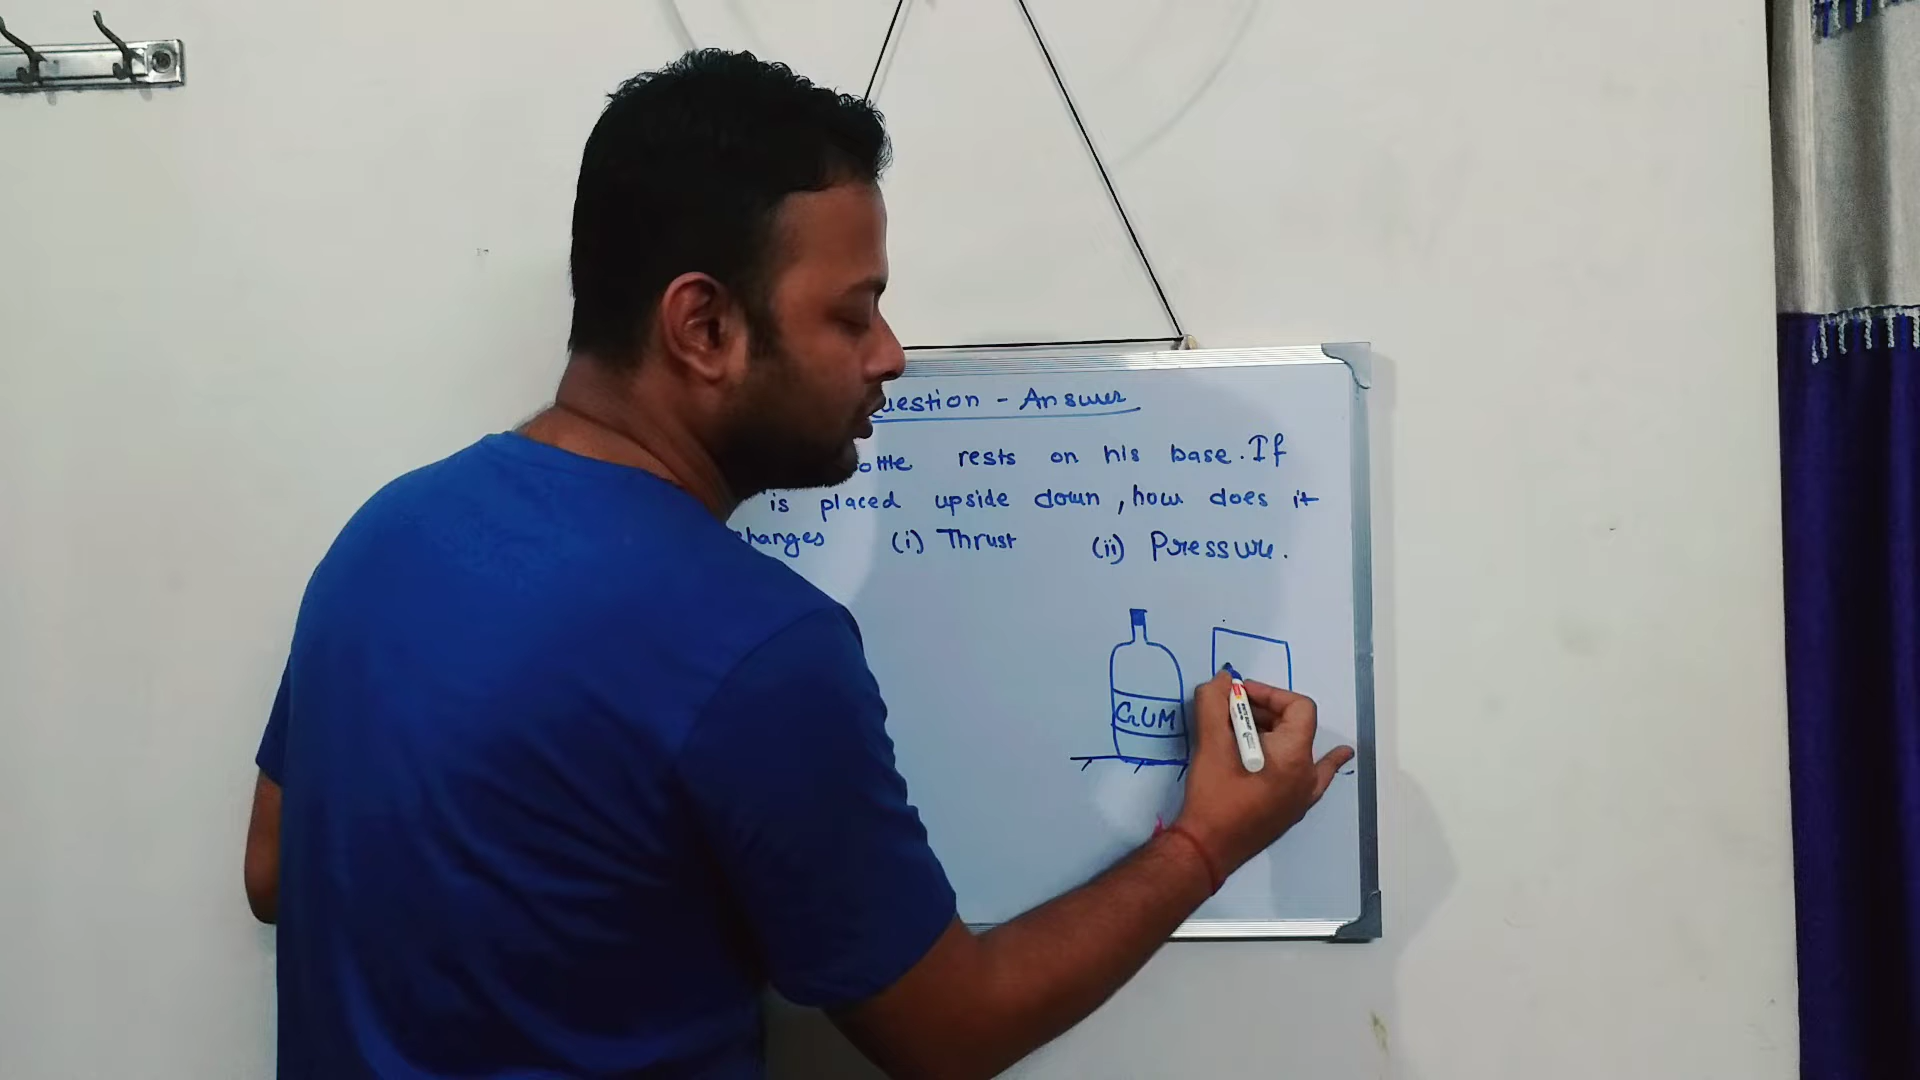 uestion - Answer
ottle rests on his base. If
is placed upside down, how does it
changes (i) Thrust (ii) Pressure.
GUM